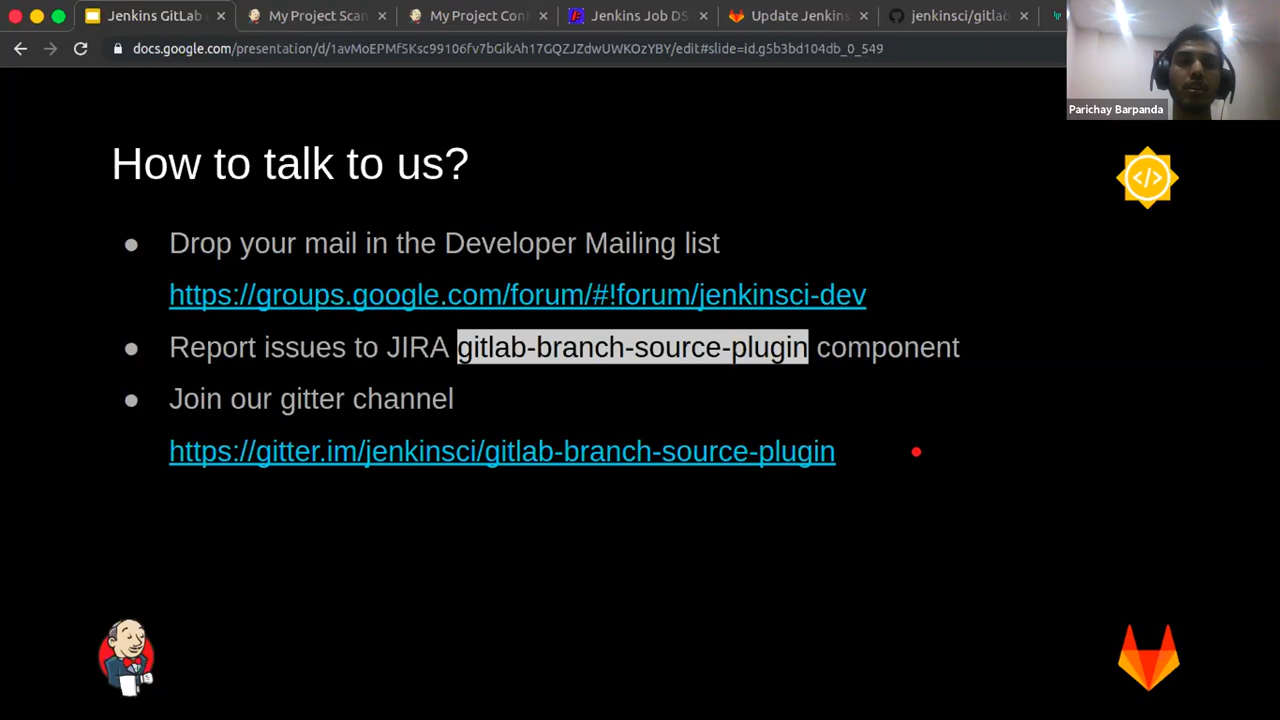 Jenkins GitLab
My Project Scan
My Project Con
Jenkins Job DS
Update Jenkins
jenkinsci/gitlab
docs.google.com/presentation/d/1avMoEPMf5Ksc99106fv7bGikAh17GQZJZdwUWKOzYBY/edit#slide=id.g5b3bd104db_0_549
Parichay Barpanda
How to talk to us?
● Drop your mail in the Developer Mailing list
https://groups.google.com/forum/#!forum/jenkinsci-dev
● Report issues to JIRA gitlab-branch-source-plugin component
● Join our gitter channel
https://gitter.im/jenkinsci/gitlab-branch-source-plugin